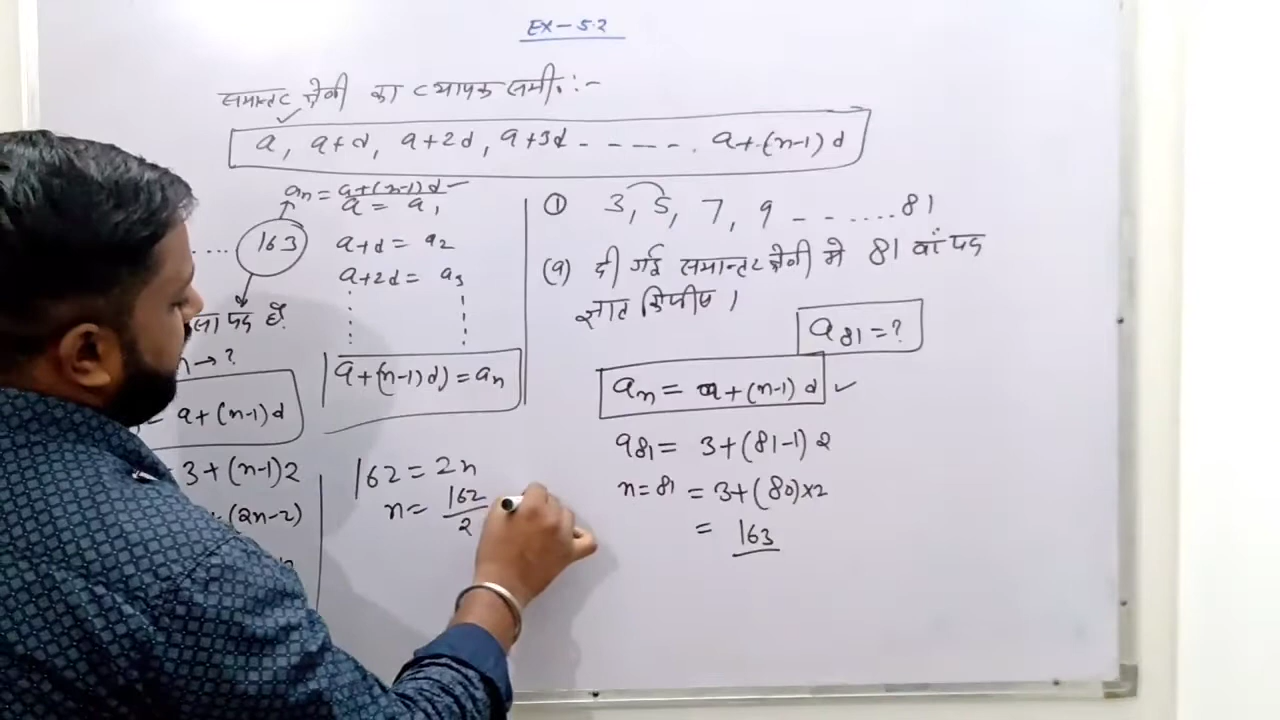 EX-5.2
समान्तर श्रेणी का व्यापक समी.:-
a, a+d, a+2d, a+3d - - - - - . a+(n-1)d
an = a+(n-1)d
a = a1
..... 163
a+d = a2
a+2d = a3
ला पद है.
n → ?
a+(n-1)d) = an
= a+(n-1)d
= 3+(n-1)2
(2n-2)
162 = 2n
n = 162/2
① 3, 5, 7, 9 - - ...... 81
(a) दी गई समान्तर श्रेणी मे 81 वां पद
ज्ञात किजीए ।
a81 = ?
an = a+(n-1)d ✓
a81 = 3+(81-1)2
n=81 = 3+(80)×2
= 163